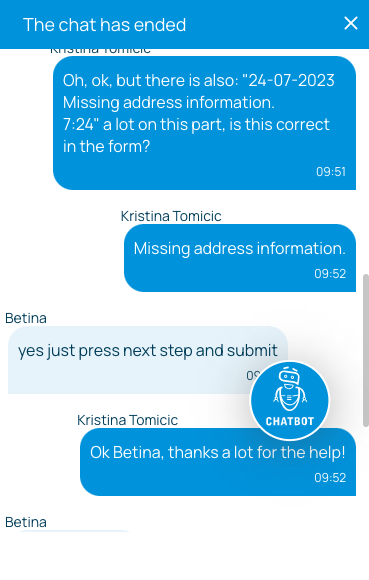 The chat has ended
Kristina Tomicic
Oh, ok, but there is also: "24-07-2023
Missing address information.
7:24" a lot on this part, is this correct
in the form?
09:51
Kristina Tomicic
Missing address information.
09:52
Betina
yes just press next step and submit
CHATBOT
Kristina Tomicic
Ok Betina, thanks a lot for the help!
09:52
Betina